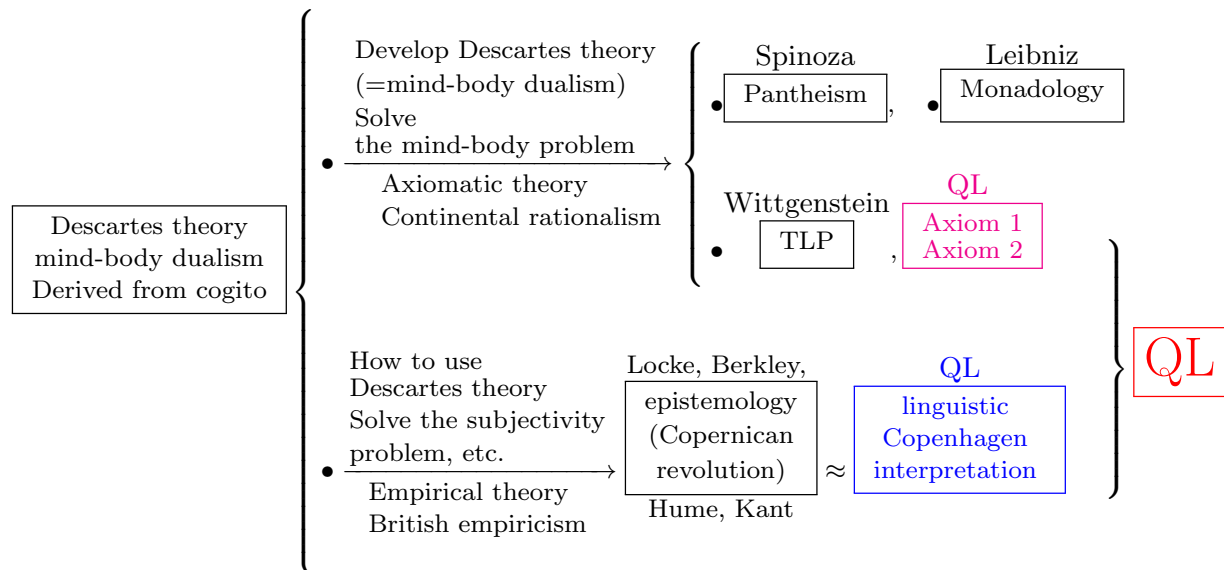 Descartes theory
mind-body dualism
Derived from cogito
• Develop Descartes theory
(=mind-body dualism)
Solve
the mind-body problem
Axiomatic theory
Continental rationalism
Spinoza
• Pantheism ,
Leibniz
• Monadology
Wittgenstein
• TLP ,
QL
Axiom 1
Axiom 2
• How to use
Descartes theory
Solve the subjectivity
problem, etc.
Empirical theory
British empiricism
Locke, Berkley,
epistemology
(Copernican
revolution)
Hume, Kant
≈
QL
linguistic
Copenhagen
interpretation
QL